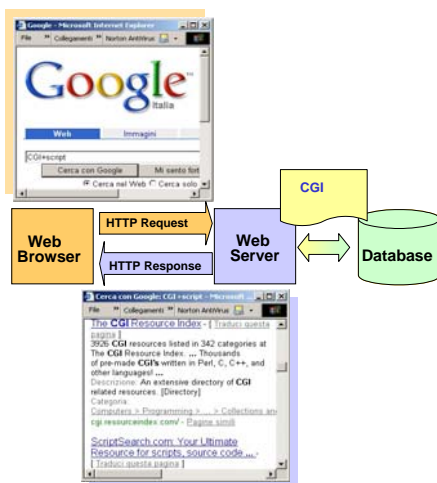 Google - Microsoft Internet Explorer
File » Collegamenti » Norton AntiVirus
Google™
Italia
Web Immagini
CGI+script
Cerca con Google Mi sento fort
Cerca nel Web Cerca solo
CGI
HTTP Request
Web
Browser
Web
Server
Database
HTTP Response
Cerca con Google: CGI+script - Microsoft ...
File » Collegamenti » Norton AntiVirus
The CGI Resource Index - [ Traduci questa
pagina ]
3926 CGI resources listed in 342 categories at
The CGI Resource Index. ... Thousands
of pre-made CGI's written in Perl, C, C++, and
other languages! ...
Descrizione: An extensive directory of CGI
related resources. [Directory]
Categoria:
Computers > Programming > ... > Collections and
cgi.resourceindex.com/ - Pagine simili
ScriptSearch.com: Your Ultimate
Resource for scripts, source code ... -
[ Traduci questa pagina ]